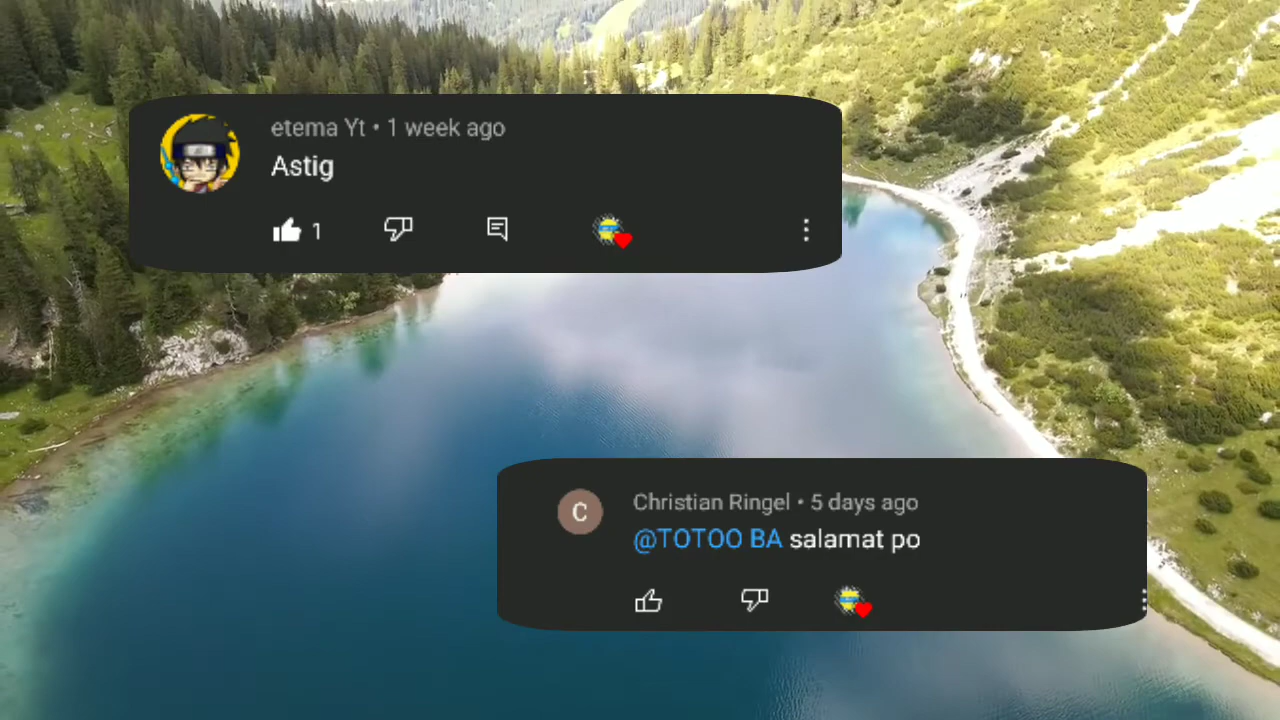 etema Yt • 1 week ago
Astig
1
Christian Ringel • 5 days ago
@TOTOO BA salamat po
C